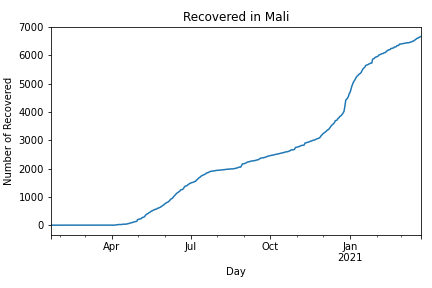 Recovered in Mali
Number of Recovered
7000
6000
5000
4000
3000
2000
1000
0
Apr
Jul
Oct
Jan
2021
Day